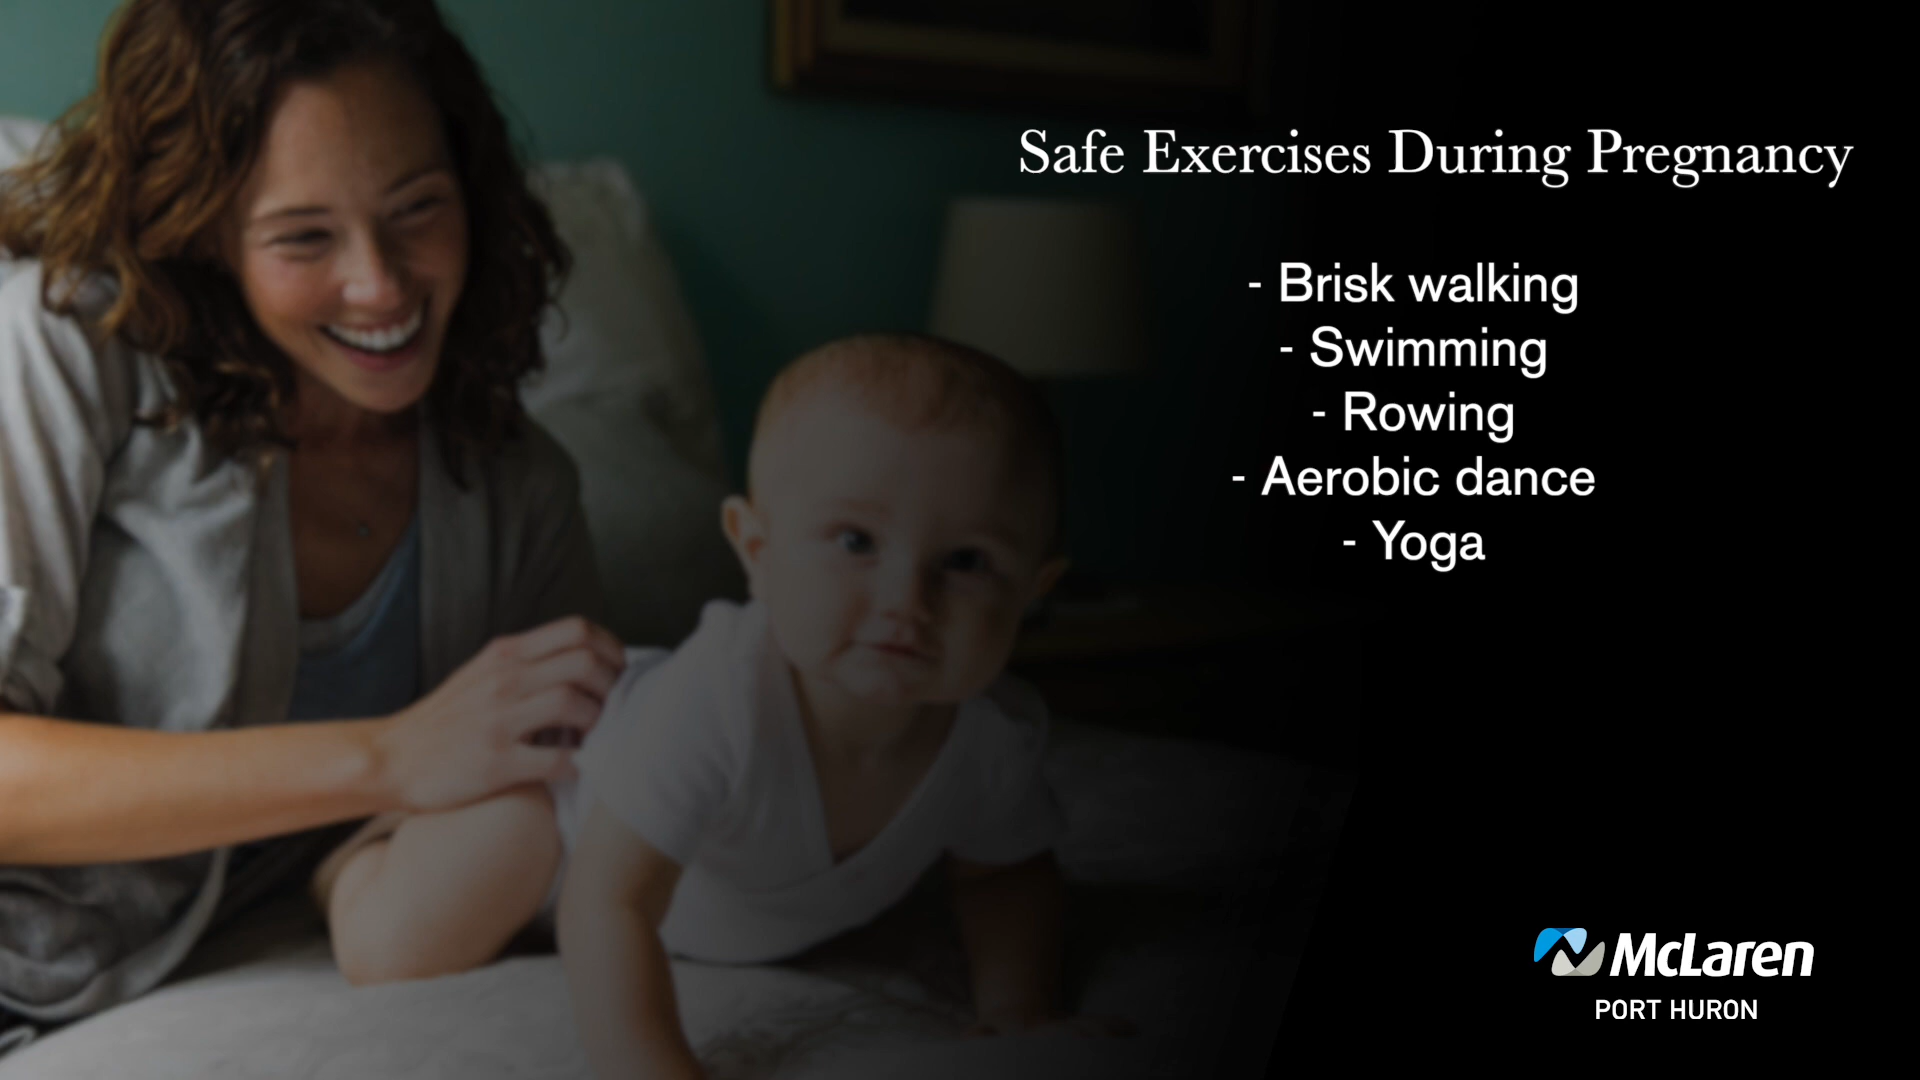 Safe Exercises During Pregnancy
- Brisk walking
- Swimming
- Rowing
- Aerobic dance
- Yoga
McLaren
PORT HURON